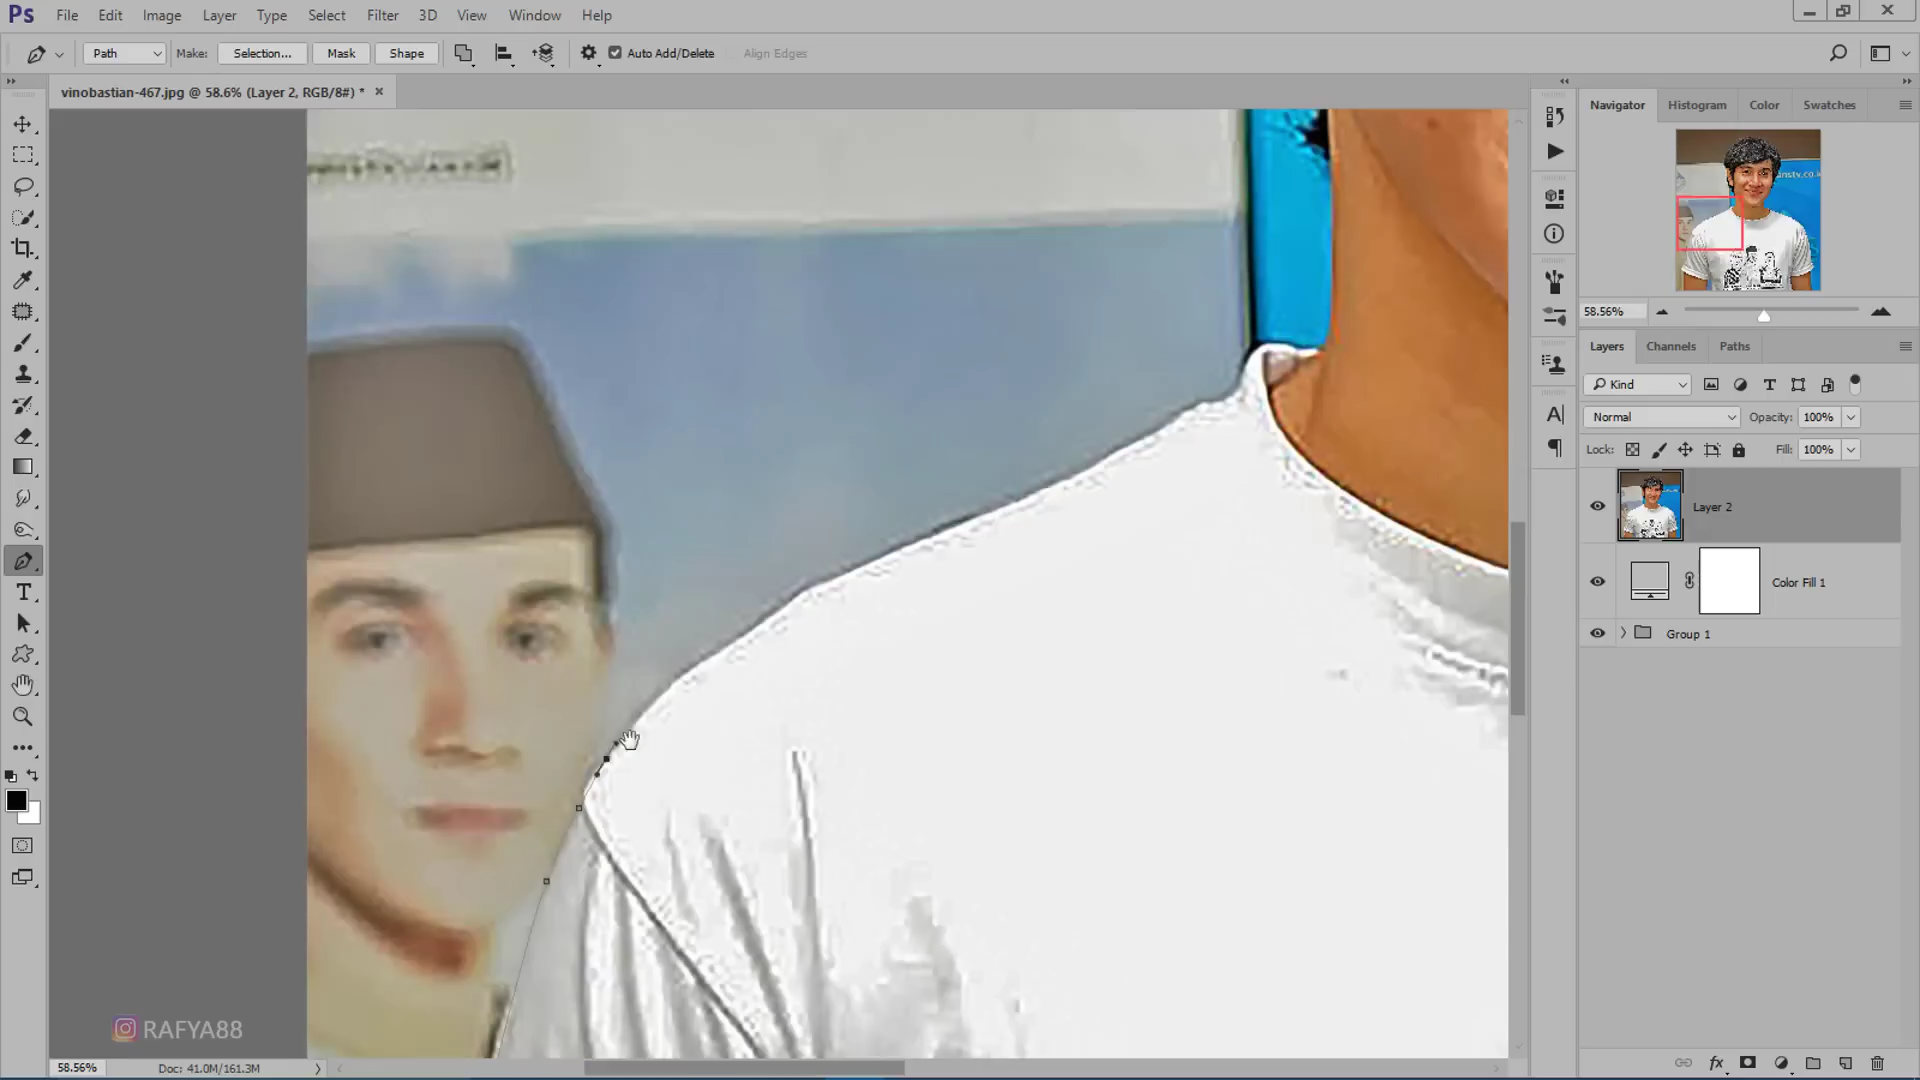 Ps File Edit Image Layer Type Select Filter 3D View Window Help
Path Make: Selection... Mask Shape Auto Add/Delete Align Edges
vinobastian-467.jpg @ 58.6% (Layer 2, RGB/8#) * ×
Navigator Histogram Color Swatches
58.56%
Layers Channels Paths
Kind
Normal Opacity: 100%
Lock: Fill: 100%
Layer 2
Color Fill 1
Group 1
RAFYA88
58.56% Doc: 41.0M/161.3M